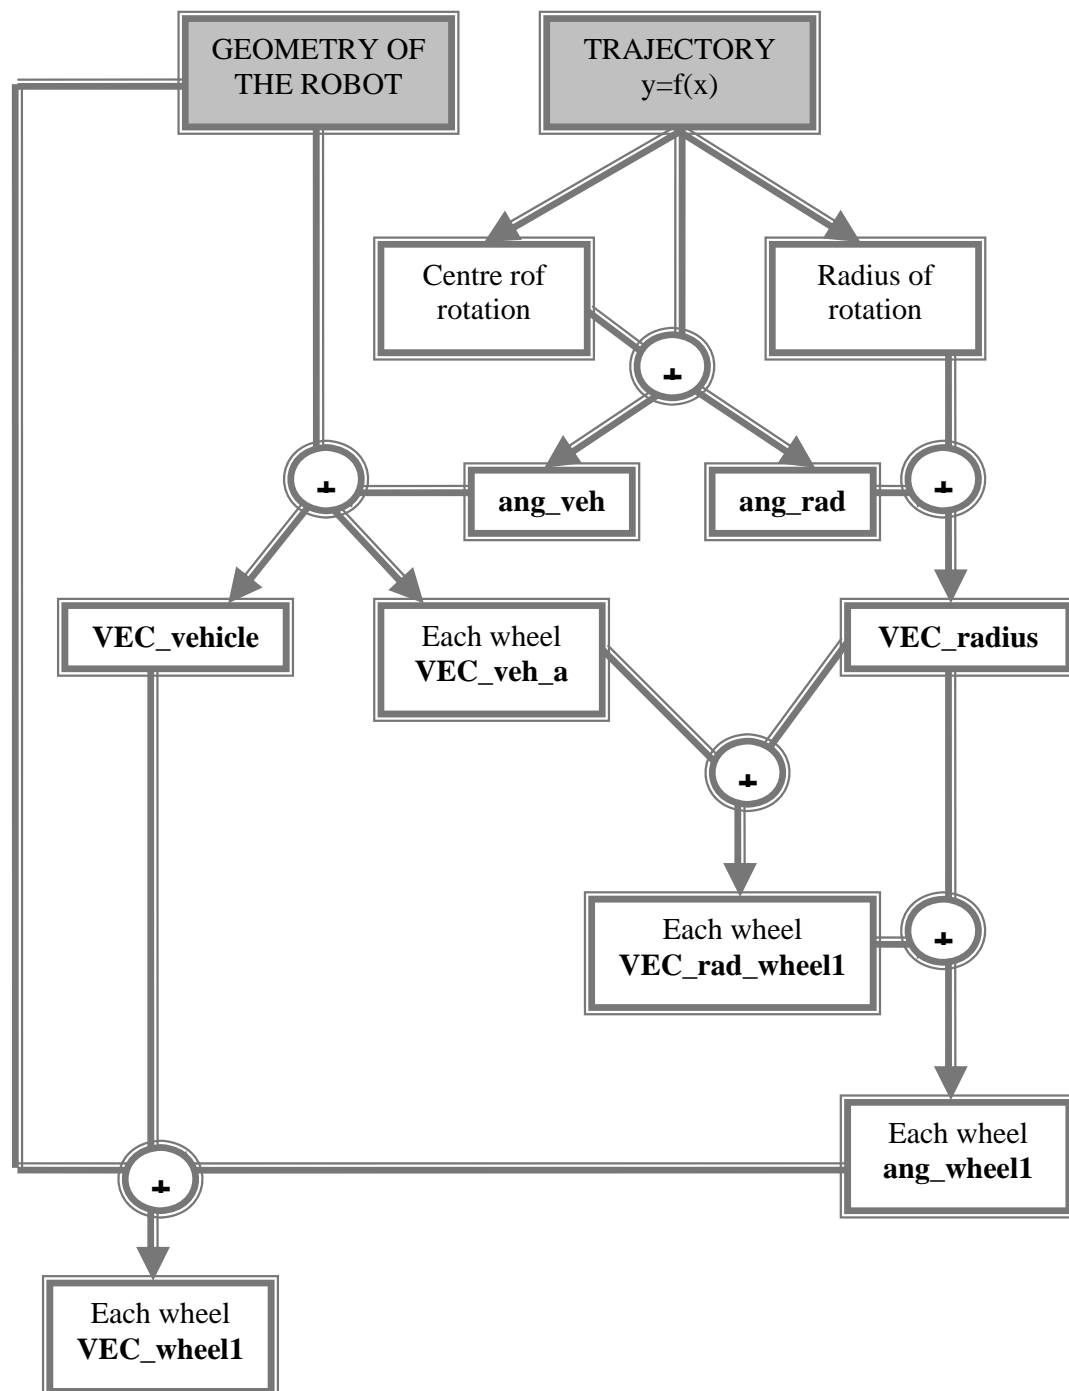 GEOMETRY OF
THE ROBOT
TRAJECTORY
y=f(x)
Centre rof
rotation
Radius of
rotation
+
+
ang_veh
ang_rad
+
VEC_vehicle
Each wheel
VEC_veh_a
VEC_radius
+
Each wheel
VEC_rad_wheel1
+
Each wheel
ang_wheel1
+
Each wheel
VEC_wheel1